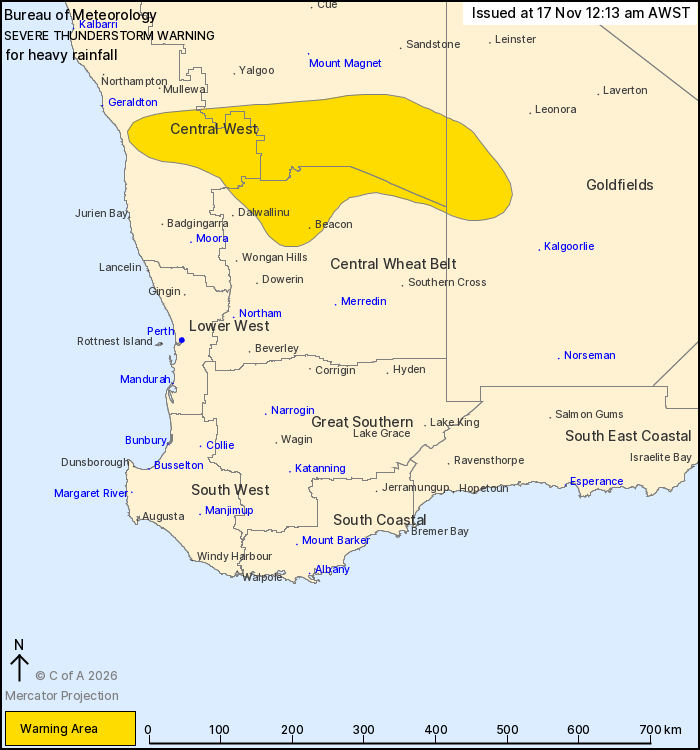 Bureau of Meteorology
SEVERE THUNDERSTORM WARNING
for heavy rainfall
Issued at 17 Nov 12:13 am AWST
Cue
Kalbarri
Sandstone
Leinster
Mount Magnet
Yalgoo
Northampton
Mullewa
Laverton
Geraldton
Leonora
Central West
Goldfields
Jurien Bay
Dalwallinu
Badgingarra
Beacon
Moora
Kalgoorlie
Wongan Hills
Lancelin
Central Wheat Belt
Dowerin
Southern Cross
Gingin
Merredin
Northam
Perth
Lower West
Rottnest Island
Beverley
Norseman
Corrigin
Hyden
Mandurah
Narrogin
Salmon Gums
Great Southern
Lake King
Lake Grace
South East Coastal
Bunbury
Collie
Wagin
Israelite Bay
Dunsborough
Busselton
Katanning
Ravensthorpe
Esperance
Margaret River
South West
Jerramungup
Hopetoun
Manjimup
Augusta
South Coastal
Bremer Bay
Mount Barker
Windy Harbour
Albany
Walpole
N
© C of A 2026
Mercator Projection
Warning Area
0 100 200 300 400 500 600 700 km